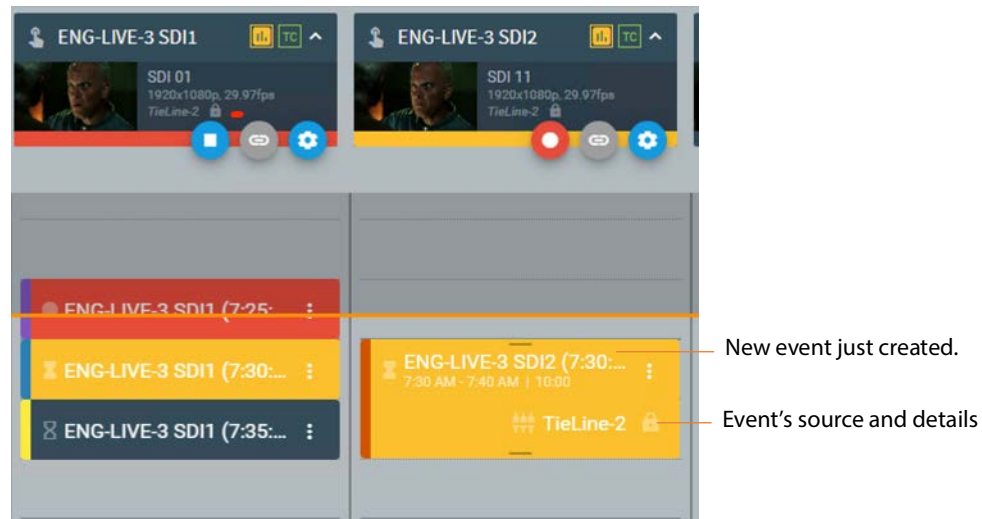 ENG-LIVE-3 SDI1
TC
SDI 01
1920x1080p, 29.97fps
TieLine-2
ENG-LIVE-3 SDI2
TC
SDI 11
1920x1080p, 29.97fps
TieLine-2
ENG-LIVE-3 SDI1 (7:25:
ENG-LIVE-3 SDI1 (7:30:...
ENG-LIVE-3 SDI1 (7:35:...
ENG-LIVE-3 SDI2 (7:30:...
7:30 AM - 7:40 AM | 10:00
TieLine-2
New event just created.
Event's source and details